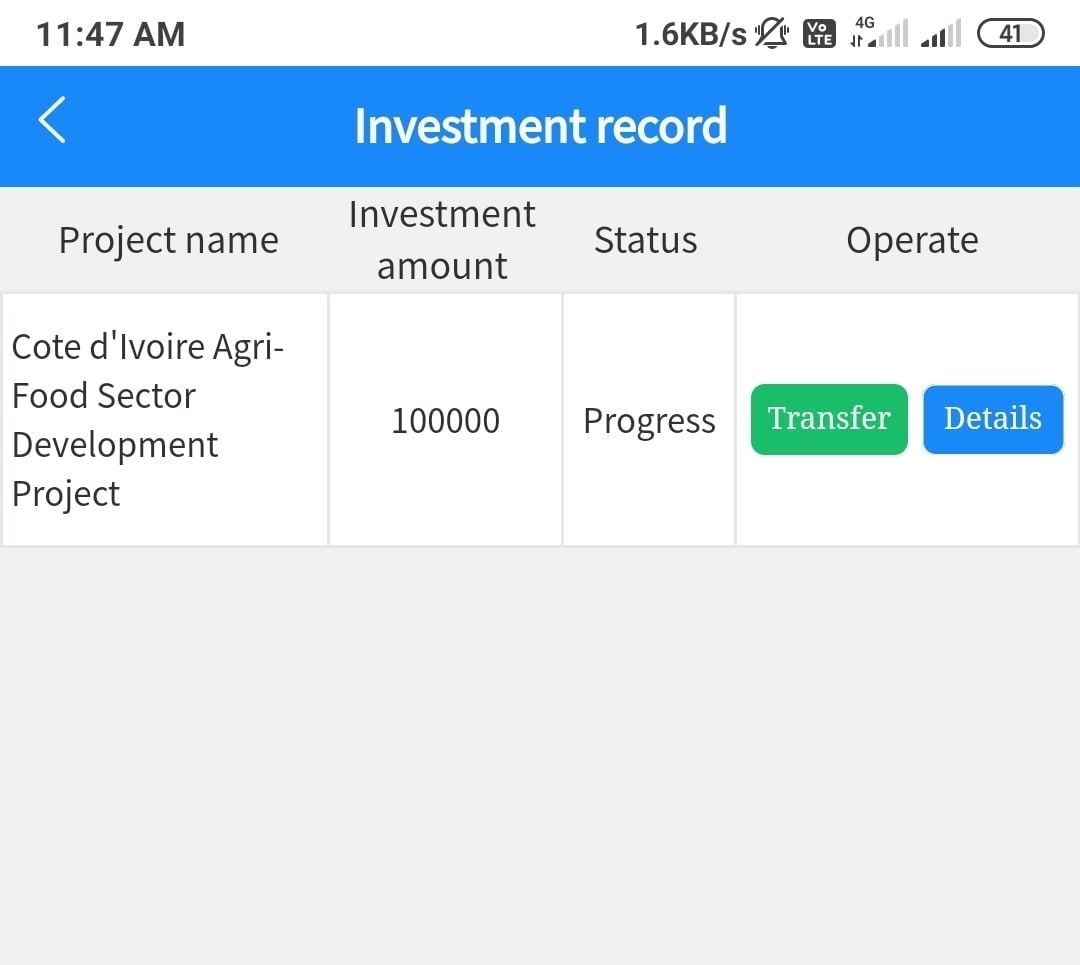 11:47 AM 1.6KB/s Vo LTE 4G 41
Investment record
Project name Investment amount Status Operate
Cote d'Ivoire Agri-
Food Sector
Development
Project
100000 Progress Transfer Details